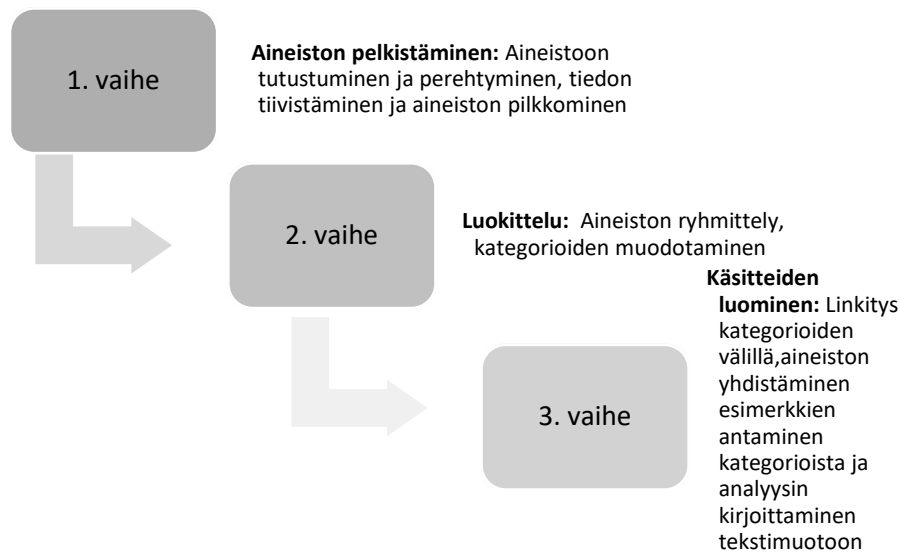 1. vaihe
Aineiston pelkistäminen: Aineistoon
tutustuminen ja perehtyminen, tiedon
tiivistäminen ja aineiston pilkkominen
2. vaihe
Luokittelu: Aineiston ryhmittely,
kategorioiden muodotaminen
3. vaihe
Käsitteiden
luominen: Linkitys
kategorioiden
välillä,aineiston
yhdistäminen
esimerkkien
antaminen
kategorioista ja
analyysin
kirjoittaminen
tekstimuotoon